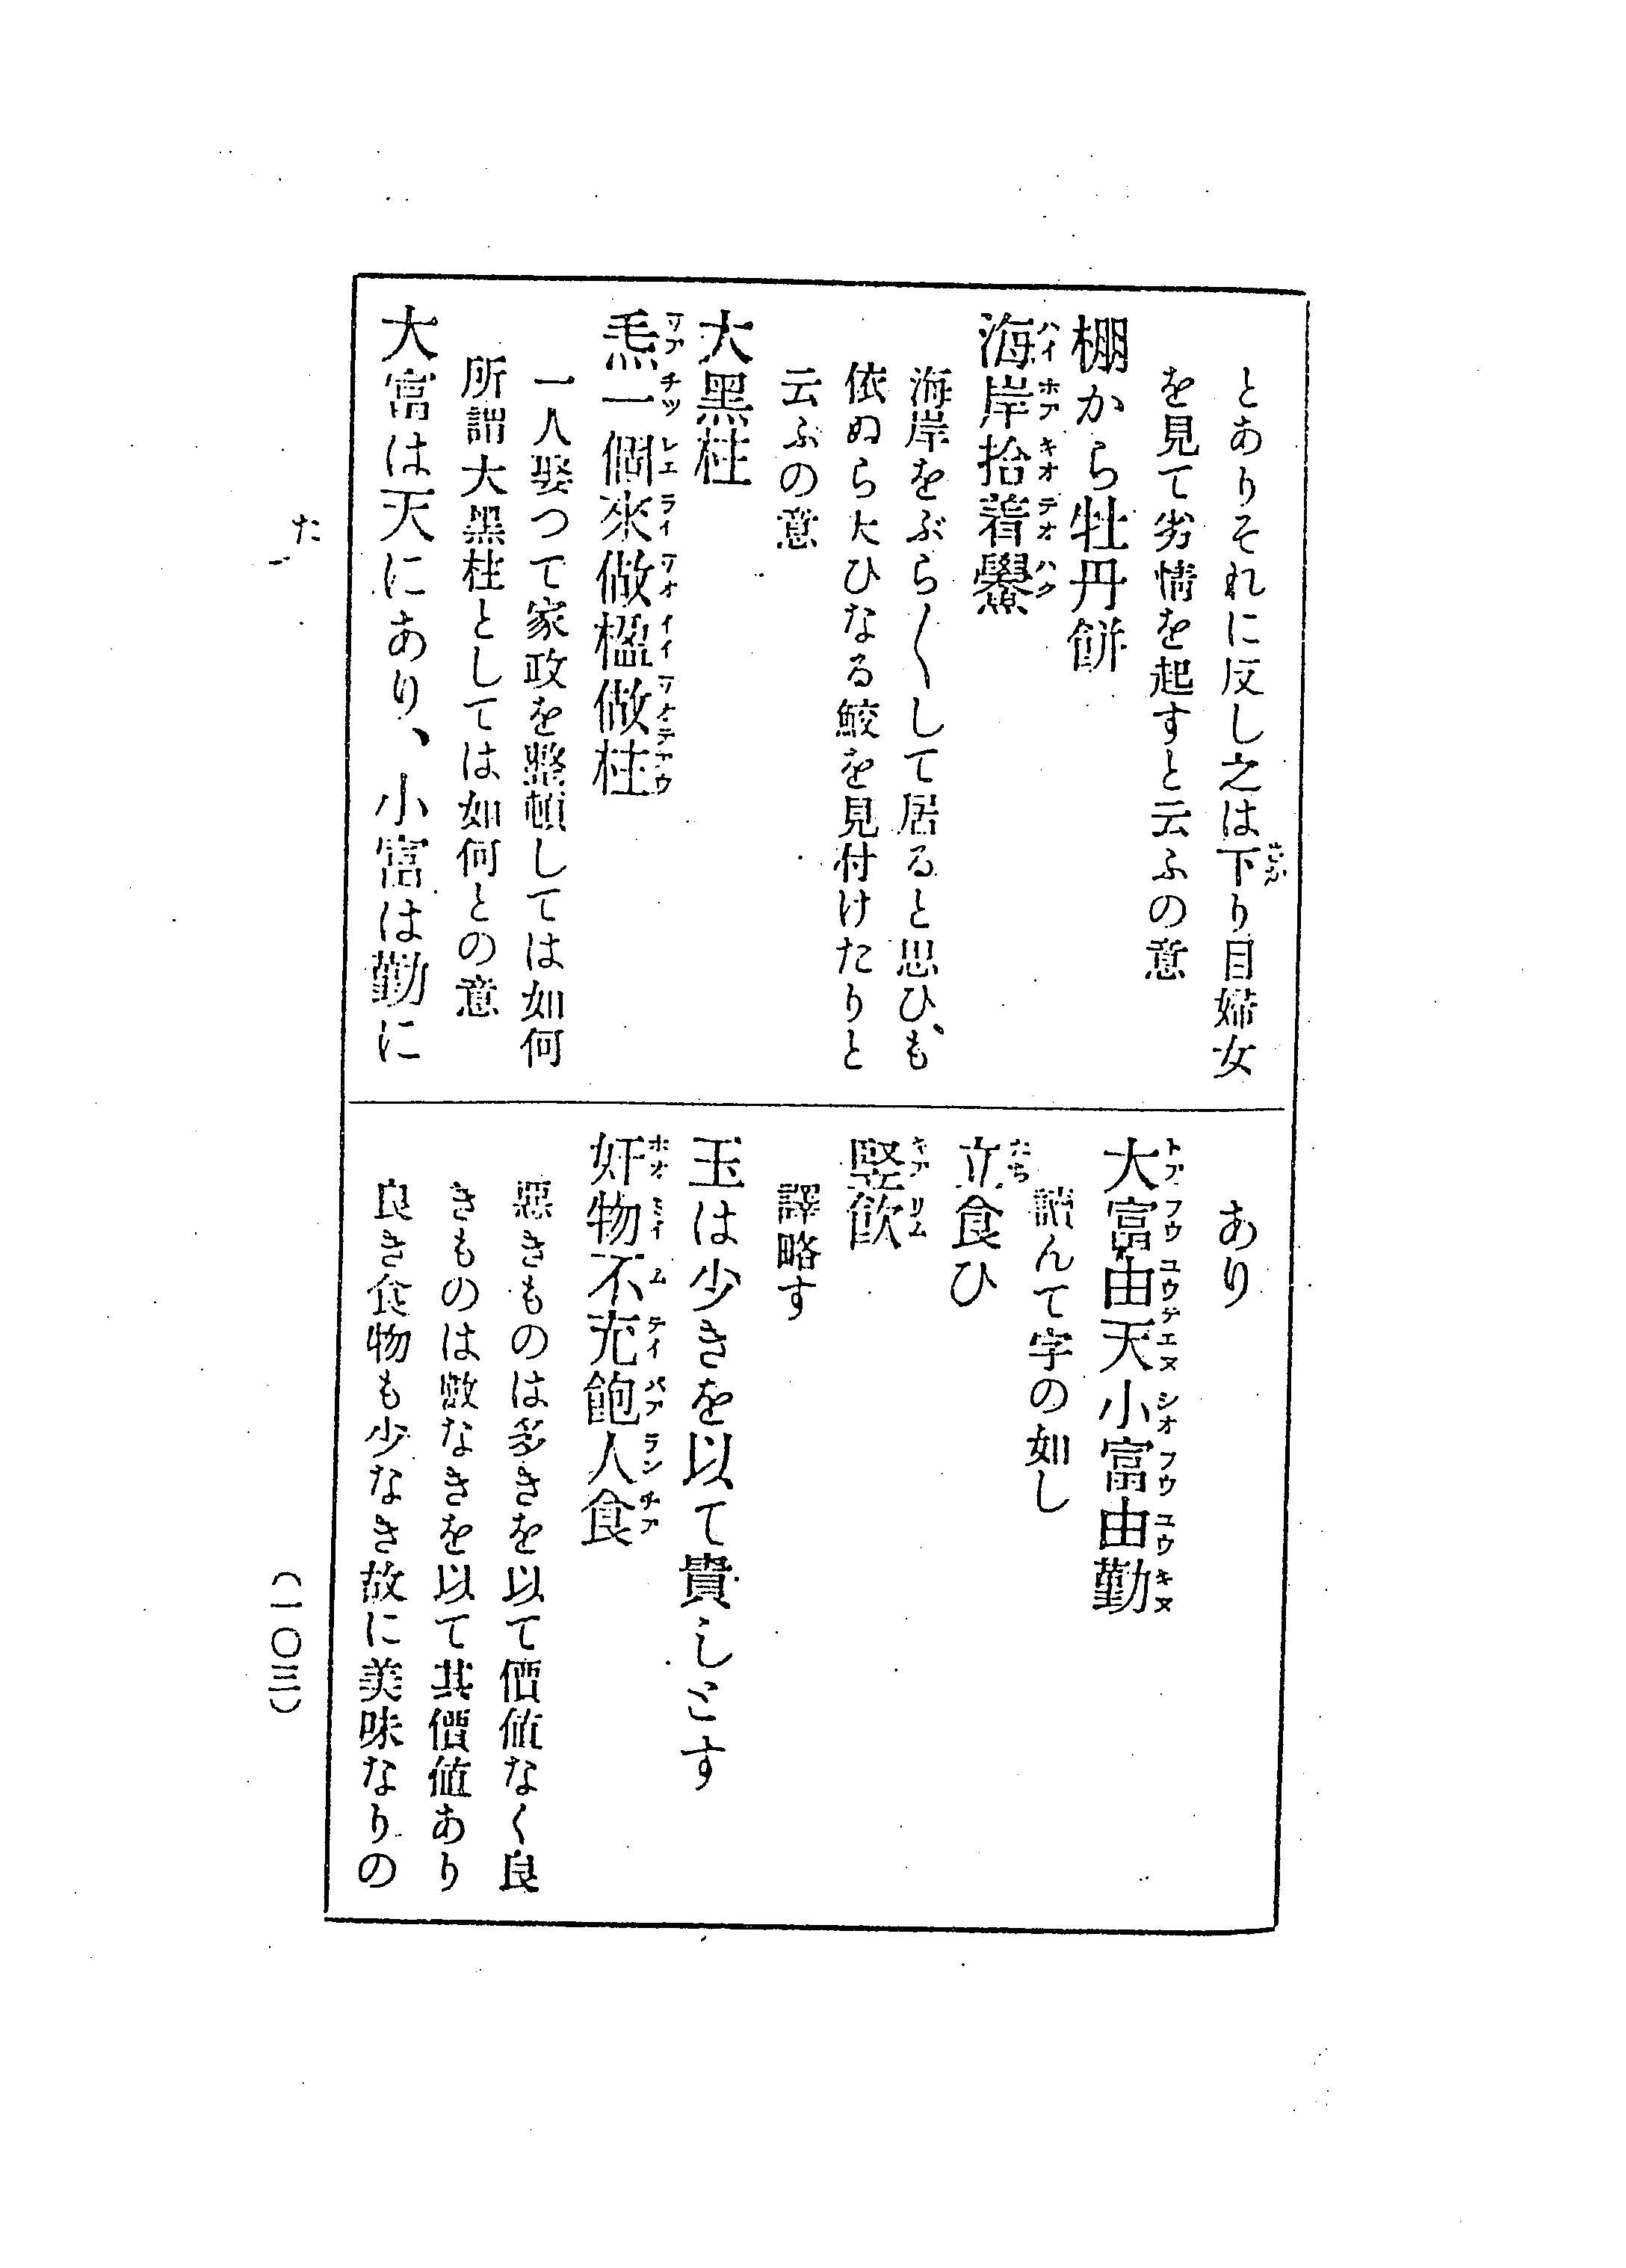 とありそれに反し之は下り目婦女
を見て劣情を起すと云ふの意
棚から牡丹餅
海岸拾着鱟
ハイ ホア キオ テオ ハク
海岸をぶら〳〵して居ると思ひも
依ぬら大ひなる鮫を見付けたりと
云ふの意
大黑柱
一個來做楹做柱
チツ レエ ライ ツオ イイ ツオ テアウ
一人娶つて家政を整頓しては如何
所謂大黑柱としては如何との意
大富は天にあり、小富は勤に
あり
大富由天小富由勤
トア フウ ユウ デエヌ シオ フウ ユウ キヌ
讀んて字の如し
立食ひ
たち
竪飮
キア リム
譯略す
玉は少きを以て貴しとす
奸物不充飽人食
ホオ ミイ ム テイ パア ラン チア
惡きものは多きを以て價値なく良
きものは尠なきを以て其價値あり
良き食物も少なき故に美味なりの
た
(一〇三)